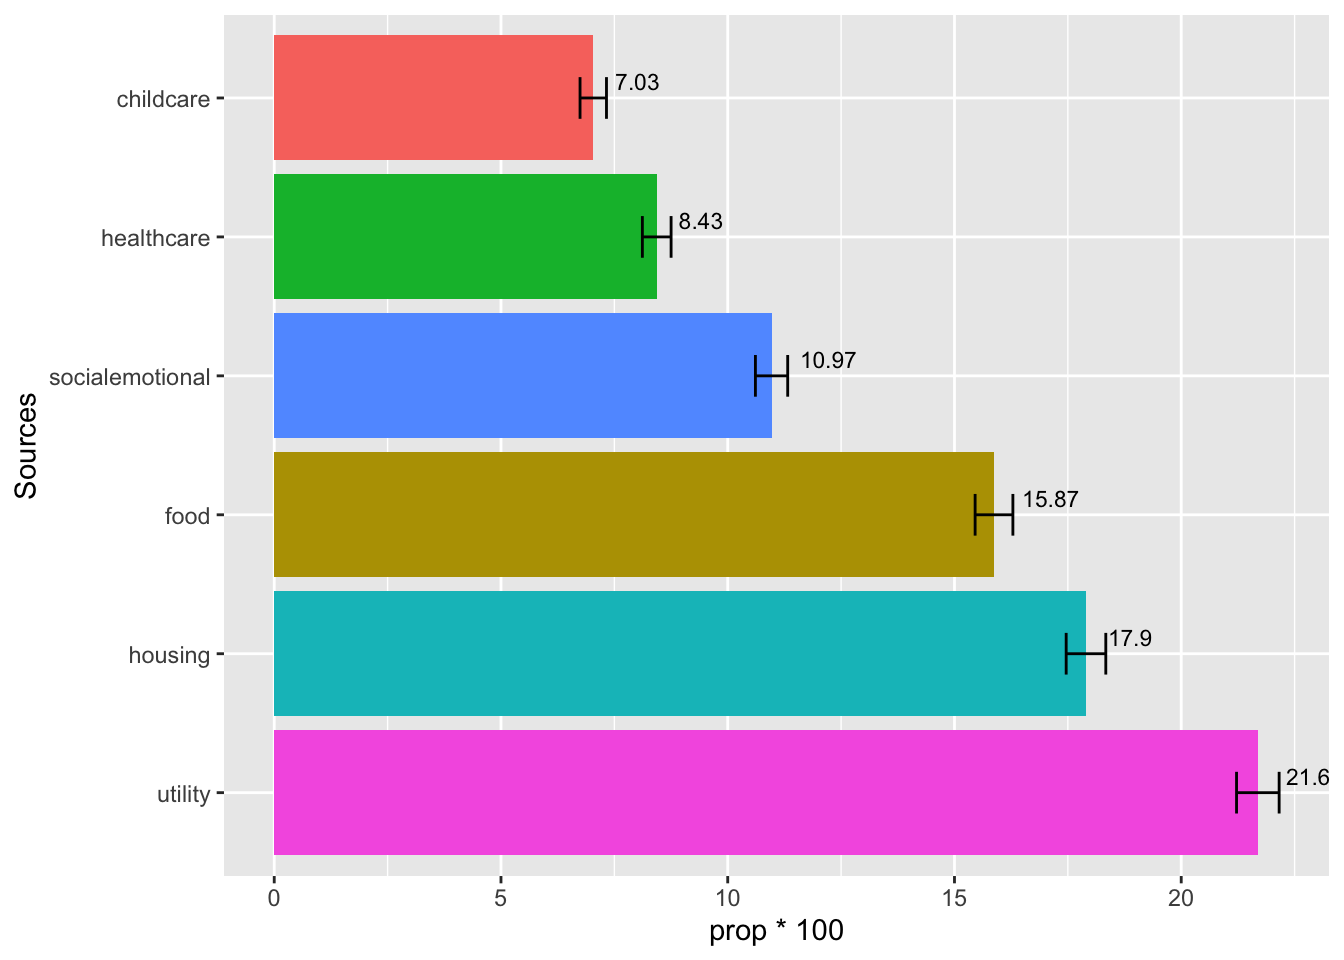 childcare
7.03
healthcare
8.43
socialemotional
10.97
food
15.87
housing
17.9
utility
21.6
Sources
0 5 10 15 20
prop * 100